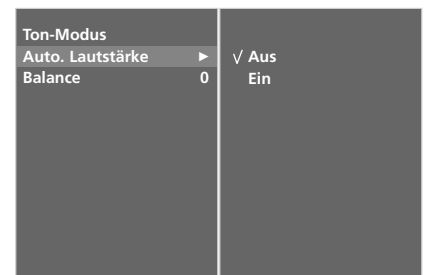 Ton-Modus
Auto. Lautstärke ►
Balance 0
√ Aus
Ein